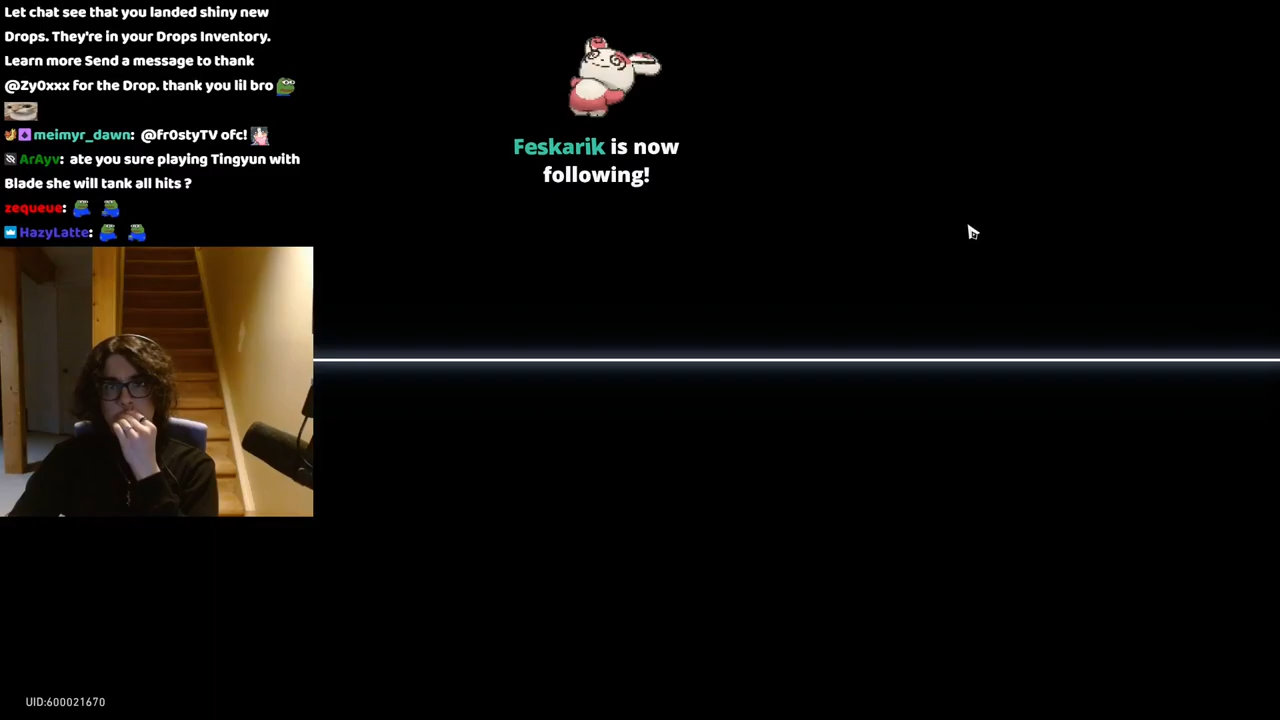 Let chat see that you landed shiny new
Drops. They're in your Drops Inventory.
Learn more Send a message to thank
@Zy0xxx for the Drop. thank you lil bro
meimyr_dawn: @fr0styTV ofc!
ArAyv: ate you sure playing Tingyun with
Blade she will tank all hits ?
zequeue:
HazyLatte:
Feskarik is now
following!
UID:600021670